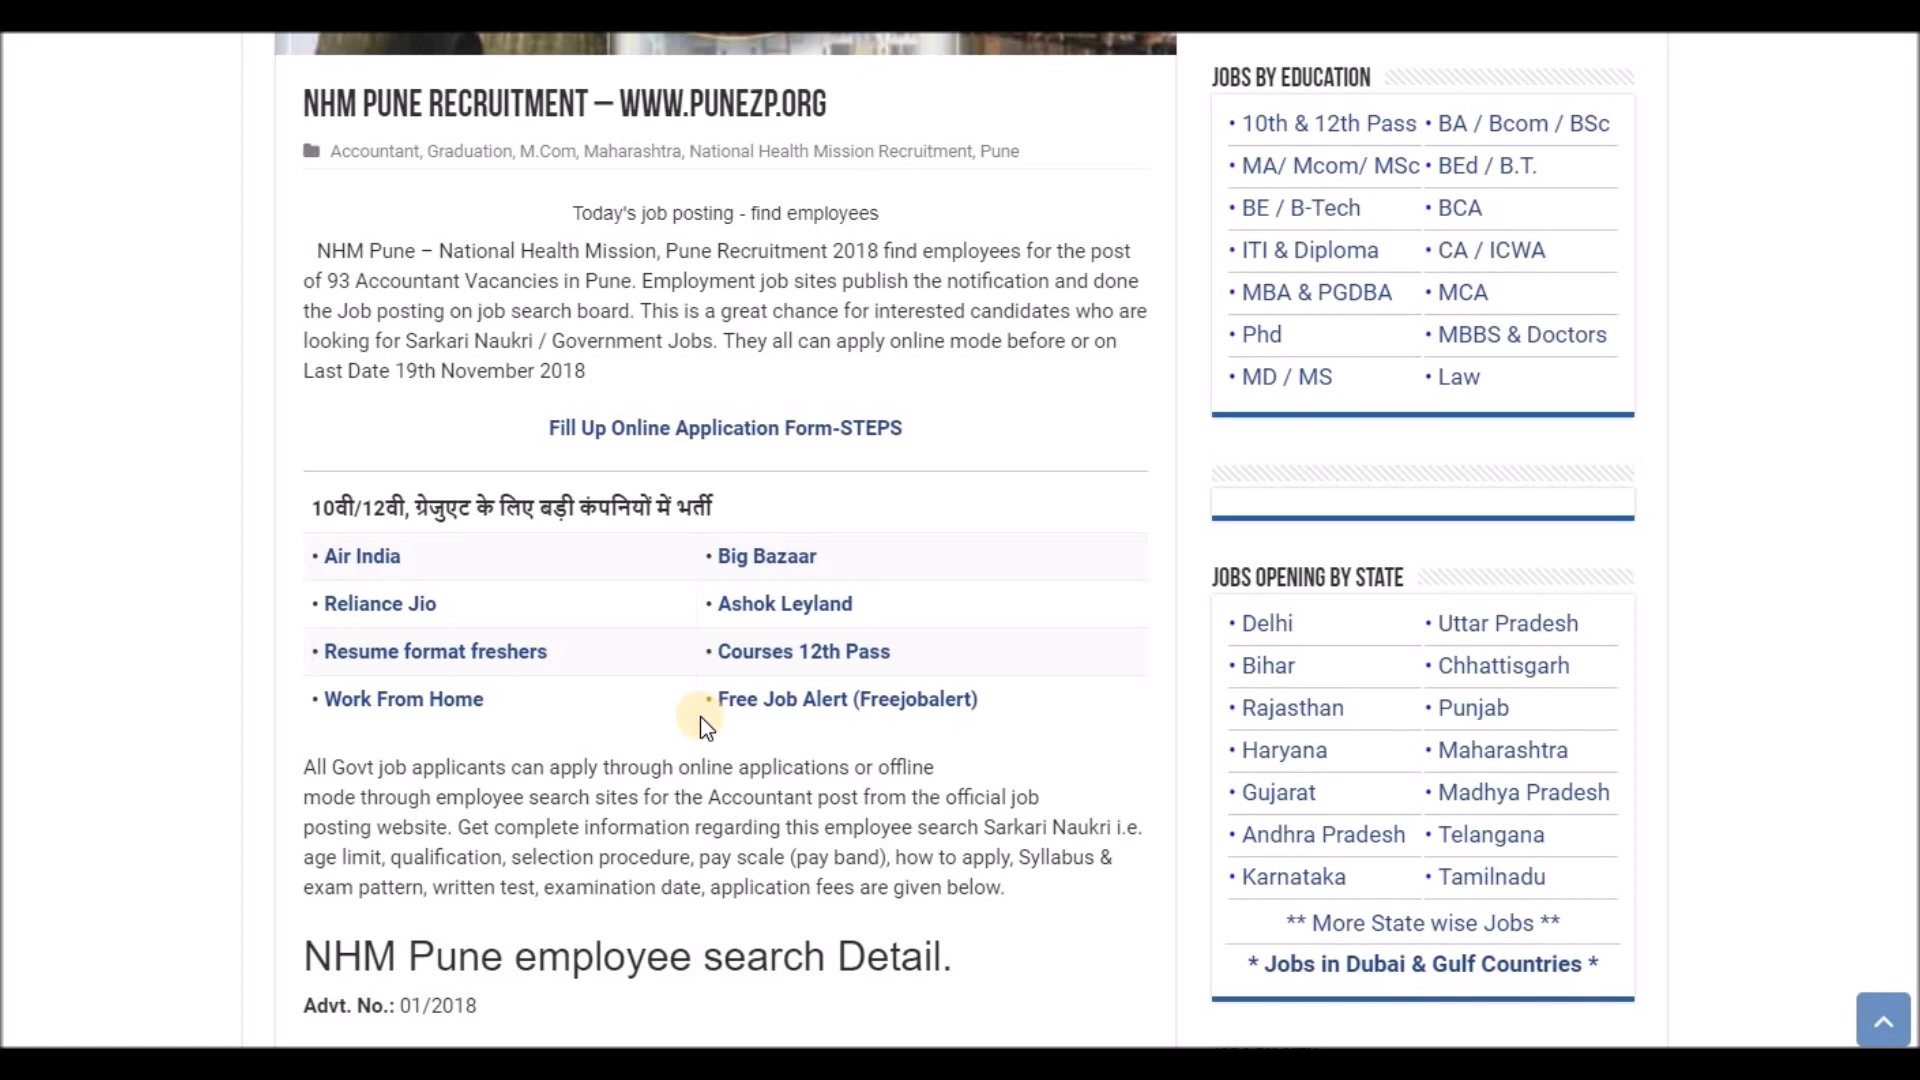 NHM PUNE RECRUITMENT – WWW.PUNEZP.ORG
Accountant, Graduation, M.Com, Maharashtra, National Health Mission Recruitment, Pune
Today's job posting - find employees
NHM Pune – National Health Mission, Pune Recruitment 2018 find employees for the post
of 93 Accountant Vacancies in Pune. Employment job sites publish the notification and done
the Job posting on job search board. This is a great chance for interested candidates who are
looking for Sarkari Naukri / Government Jobs. They all can apply online mode before or on
Last Date 19th November 2018
Fill Up Online Application Form-STEPS
10वी/12वी, ग्रेजुएट के लिए बड़ी कंपनियों में भर्ती
• Air India • Big Bazaar
• Reliance Jio • Ashok Leyland
• Resume format freshers • Courses 12th Pass
• Work From Home • Free Job Alert (Freejobalert)
All Govt job applicants can apply through online applications or offline
mode through employee search sites for the Accountant post from the official job
posting website. Get complete information regarding this employee search Sarkari Naukri i.e.
age limit, qualification, selection procedure, pay scale (pay band), how to apply, Syllabus &
exam pattern, written test, examination date, application fees are given below.
NHM Pune employee search Detail.
Advt. No.: 01/2018
JOBS BY EDUCATION
• 10th & 12th Pass • BA / Bcom / BSc
• MA/ Mcom/ MSc • BEd / B.T.
• BE / B-Tech • BCA
• ITI & Diploma • CA / ICWA
• MBA & PGDBA • MCA
• Phd • MBBS & Doctors
• MD / MS • Law
JOBS OPENING BY STATE
• Delhi • Uttar Pradesh
• Bihar • Chhattisgarh
• Rajasthan • Punjab
• Haryana • Maharashtra
• Gujarat • Madhya Pradesh
• Andhra Pradesh • Telangana
• Karnataka • Tamilnadu
** More State wise Jobs **
* Jobs in Dubai & Gulf Countries *